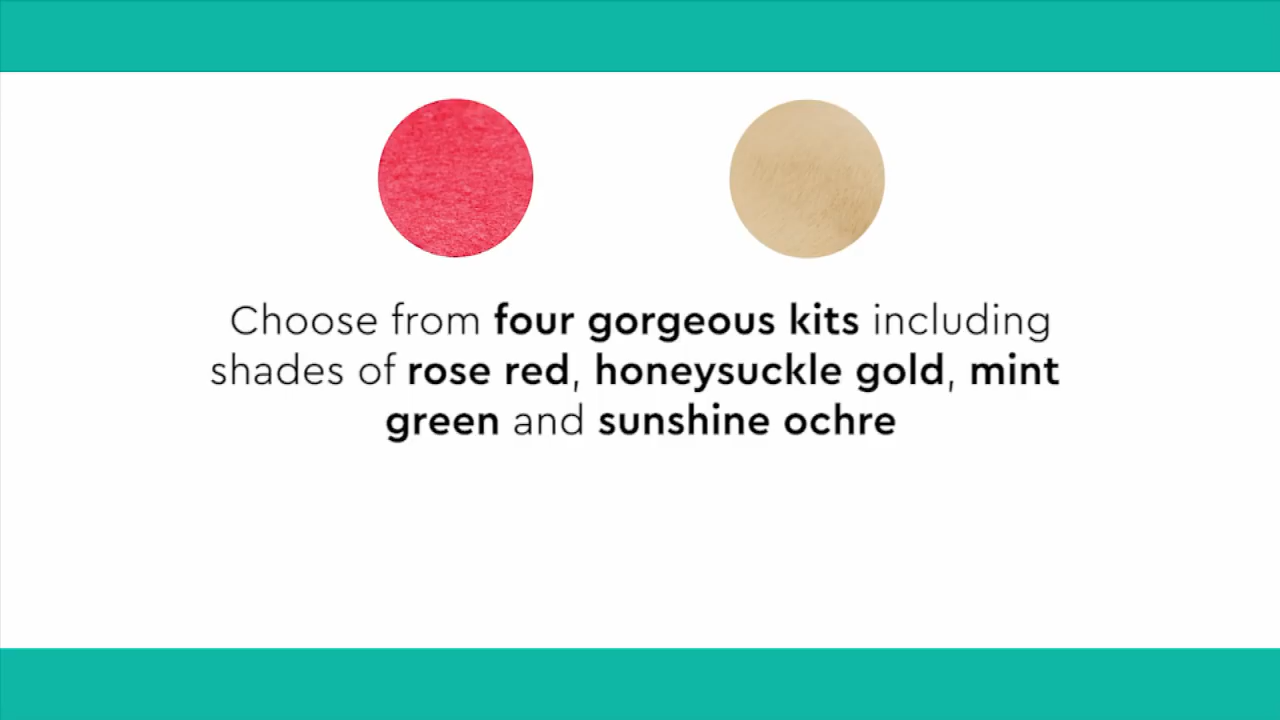 Choose from four gorgeous kits including
shades of rose red, honeysuckle gold, mint
green and sunshine ochre